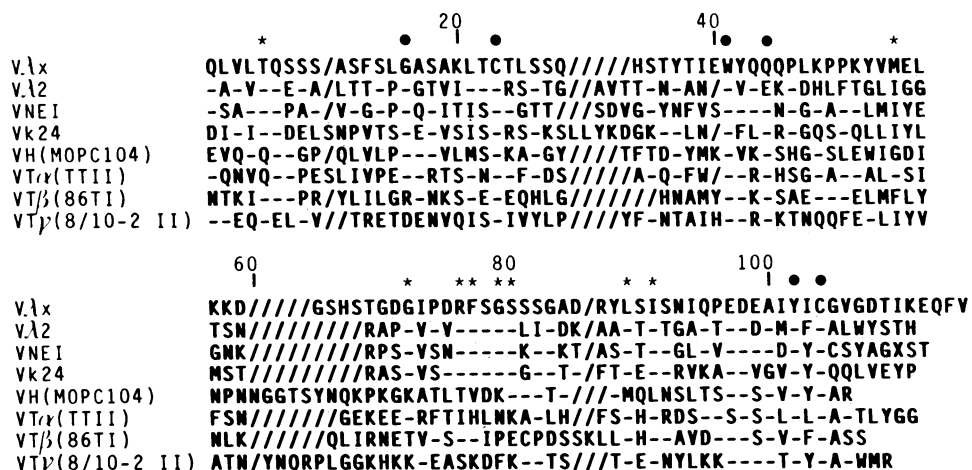 20 40
* ● ● ● ● *
Vλx QLVLTQSSS/ASFSLGASAKLTCTLSSQ/////HSTYTIEWYQQQPLKPPKYVMEL
Vλ2 -A-V--E-A/LTT-P-GTVI---RS-TG///AVTT-N-AN/-V-EK-DHLFTGLIGG
VNEI -SA---PA-/V-G-P-Q-ITIS---GTT////SDVG-YNFVS----N-G-A--LMIYE
Vk24 DI-I--DELSNPVTS-E-VSIS-RS-KSLLYKDGK--LN/-FL-R-GQS-QLLIYL
VH(MOPC104) EVQ-Q--GP/QLVLP---VLMS-KA-GY////TFTD-YMK-VK-SHG-SLEWIGDI
VTα(TTII) -QNVQ--PESLIVPE--RTS-N--F-DS/////A-Q-FW/--R-HSG-A--AL-SI
VTβ(86TI) NTKI---PR/YLILGR-NKS-E-EQHLG///////HNAMY--K-SAE---ELMFLY
VTγ(8/10-2 II) --EQ-EL-V//TRETDENVQIS-IVYLP////YF-NTAIH--R-KTNQQFE-LIYV
60 80 100
* ** ** * * ● ●
Vλx KKD/////GSHSTGDGIPDRFSGSSSGAD/RYLSISNIQPEDEAIYICGVGDTIKEQFV
Vλ2 TSN/////////RAP-V-V-----LI-DK/AA-T-TGA-T--D-M-F-ALWYSTH
VNEI GNK/////////RPS-VSN------K--KT/AS-T--GL-V----D-Y-CSYAGXST
Vk24 MST/////////RAS-VS------G--T-/FT-E--RVKA--VGV-Y-QQLVEYP
VH(MOPC104) NPNNGGTSYNQKPKGKATLTVDK---T-///-MQLNSLTS--S-V-Y-AR
VTα(TTII) FSN///////GEKEE-RFTIHLNKA-LH//FS-H-RDS--S-L-L-A-TLYGG
VTβ(86TI) NLK//////QLIRNETV-S--IPECPDSSKLL-H--AVD---S-V-F-ASS
VTγ(8/10-2 II) ATN/YNQRPLGGKHKK-EASKDFK--TS///T-E-NYLKK----T-Y-A-WMR